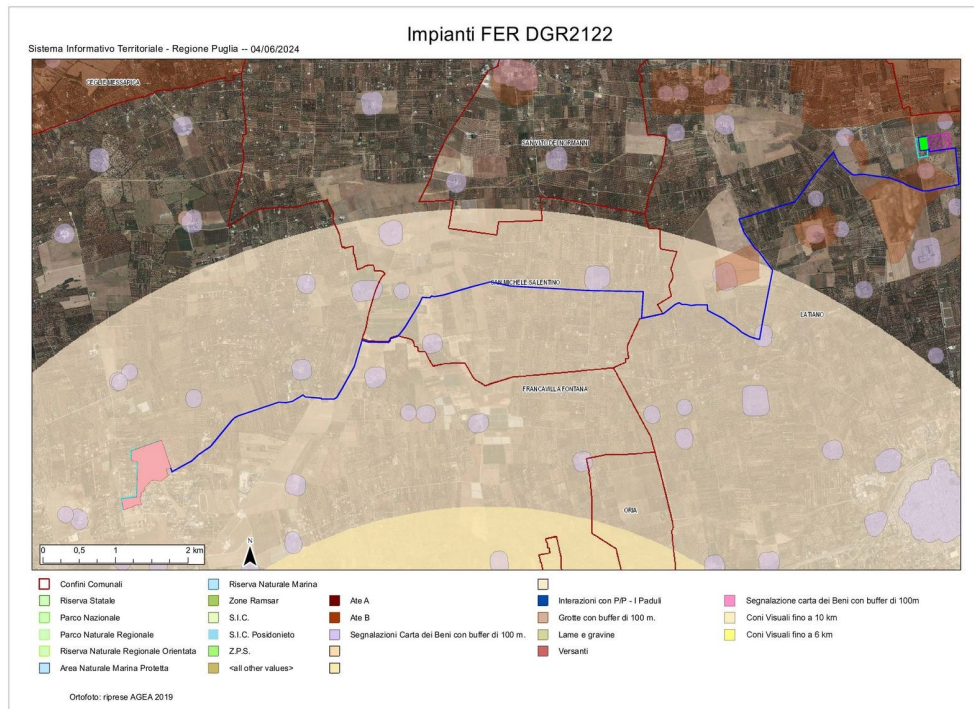 Impianti FER DGR2122
Sistema Informativo Territoriale - Regione Puglia -- 04/06/2024
CEGLIE MESSAPICA
SAN VITO DEI NORMANNI
SAN MICHELE SALENTINO
LATIANO
FRANCAVILLA FONTANA
ORIA
N
0 0,5 1 2 km
Confini Comunali
Riserva Statale
Parco Nazionale
Parco Naturale Regionale
Riserva Naturale Regionale Orientata
Area Naturale Marina Protetta
Riserva Naturale Marina
Zone Ramsar
S.I.C.
S.I.C. Posidonieto
Z.P.S.
<all other values>
Ate A
Ate B
Segnalazioni Carta dei Beni con buffer di 100 m.
Interazioni con P/P - I Paduli
Grotte con buffer di 100 m.
Lame e gravine
Versanti
Segnalazione carta dei Beni con buffer di 100m
Coni Visuali fino a 10 km
Coni Visuali fino a 6 km
Ortofoto: riprese AGEA 2019